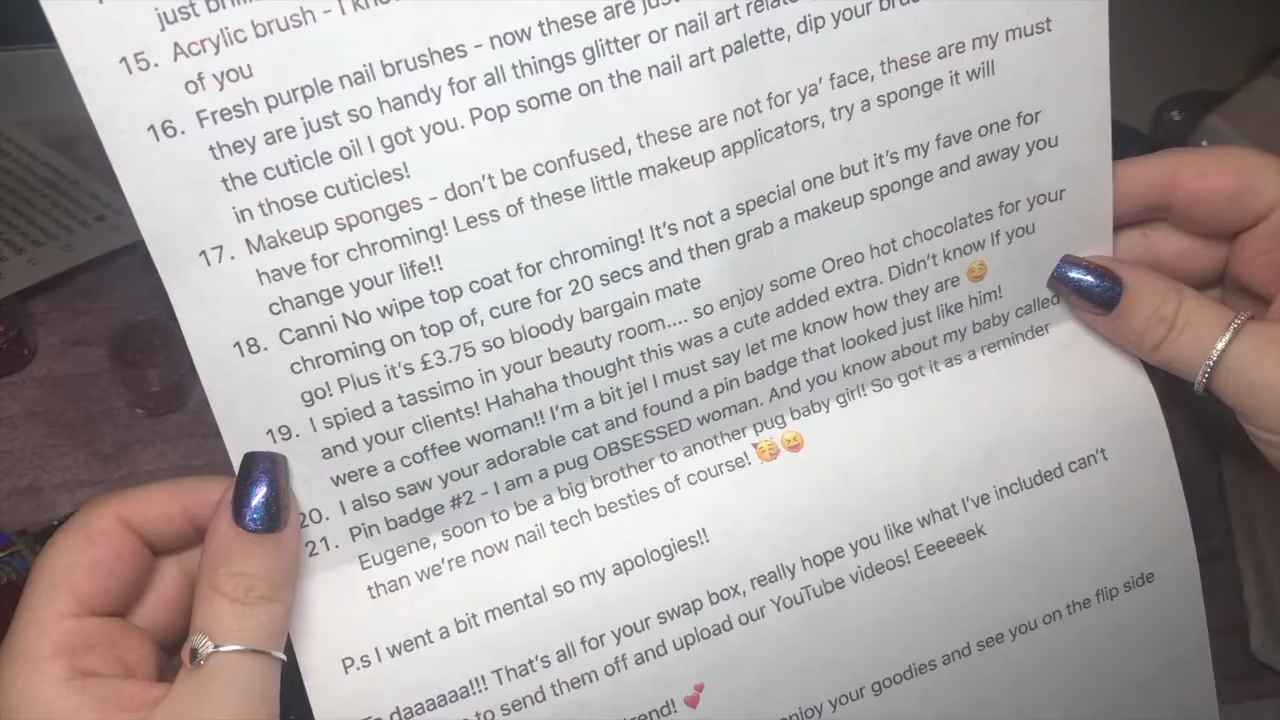 just
15. Acrylic brush - I
of you
16. Fresh purple nail brushes - now these are
they are just so handy for all things glitter or nail art
the cuticle oil I got you. Pop some on the nail art palette, dip your
in those cuticles!
17. Makeup sponges - don't be confused, these are not for ya' face, these are my must
have for chroming! Less of these little makeup applicators, try a sponge it will
change your life!!
18. Canni No wipe top coat for chroming! It's not a special one but it's my fave one for
chroming on top of, cure for 20 secs and then grab a makeup sponge and away you
go! Plus it's £3.75 so bloody bargain mate
19. I spied a tassimo in your beauty room.... so enjoy some Oreo hot chocolates for your
and your clients! Hahaha thought this was a cute added extra. Didn't know If you
were a coffee woman!! I'm a bit jel I must say let me know how they are 😋
20. I also saw your adorable cat and found a pin badge that looked just like him!
21. Pin badge #2 - I am a pug OBSESSED woman. And you know about my baby called
Eugene, soon to be a big brother to another pug baby girl! So got it as a reminder
than we're now nail tech besties of course! 🥳😝
P.s I went a bit mental so my apologies!!
daaaaaa!!! That's all for your swap box, really hope you like what I've included can't
to send them off and upload our YouTube videos! Eeeeeek
enjoy your goodies and see you on the flip side
💕